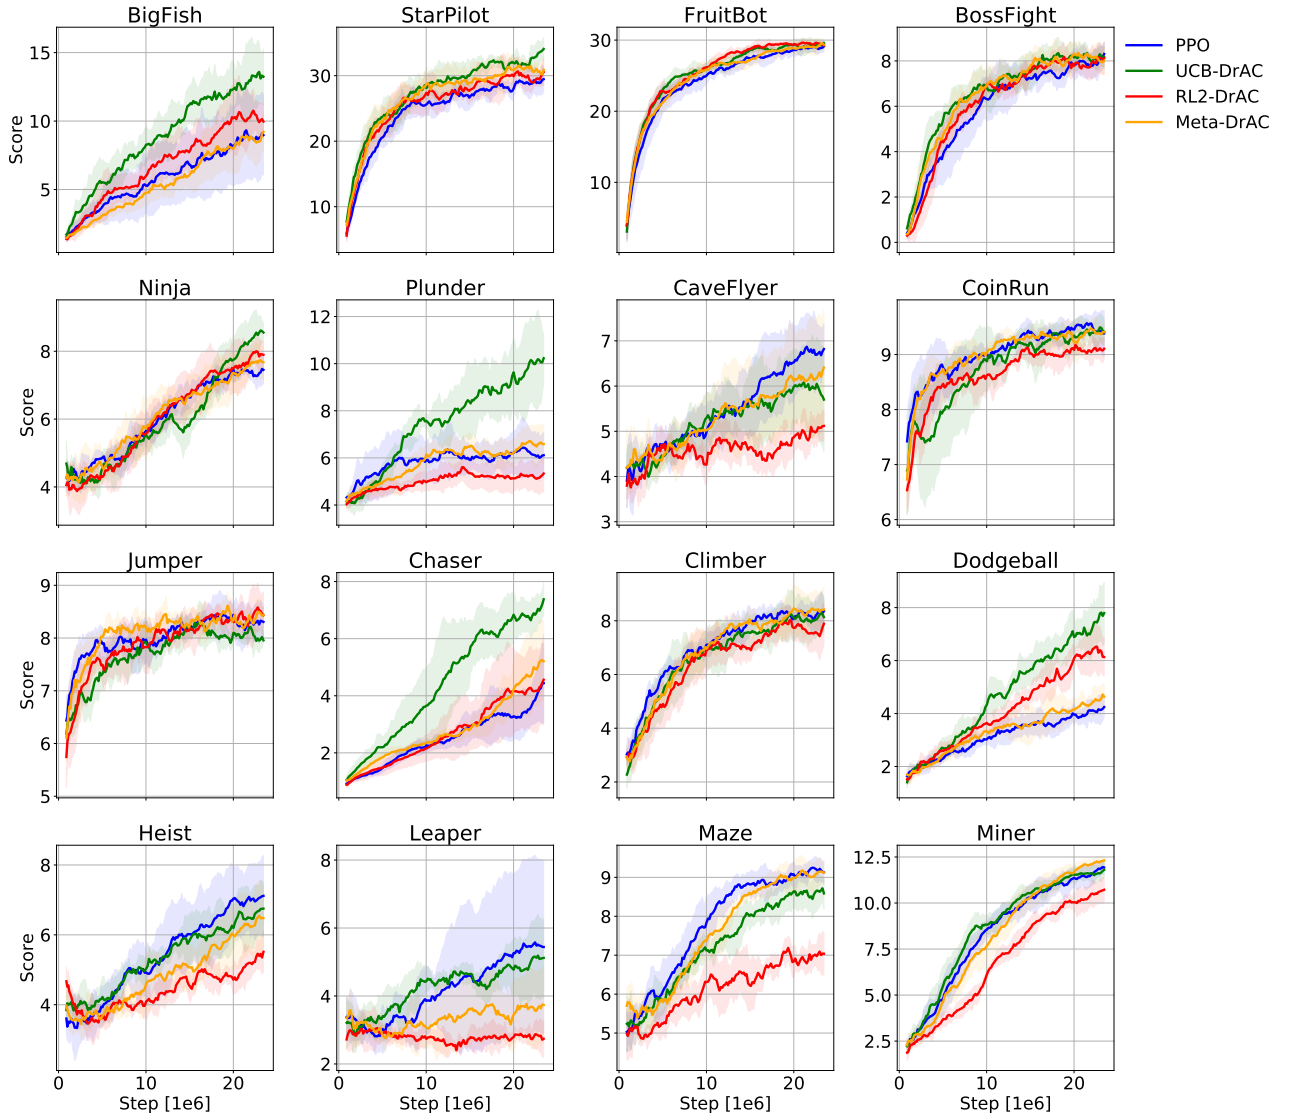 BigFish StarPilot FruitBot BossFight
15 10 5
30 20 10
30 20 10
8 6 4 2 0
Score
PPO
UCB-DrAC
RL2-DrAC
Meta-DrAC
Ninja Plunder CaveFlyer CoinRun
8 6 4
12 10 8 6 4
7 6 5 4 3
9 8 7 6
Score
Jumper Chaser Climber Dodgeball
9 8 7 6 5
8 6 4 2
8 6 4 2
8 6 4 2
Score
Heist Leaper Maze Miner
8 6 4
8 6 4 2
9 8 7 6 5
12.5 10.0 7.5 5.0 2.5
Score
0 10 20 0 10 20 0 10 20 0 10 20
Step [1e6] Step [1e6] Step [1e6] Step [1e6]